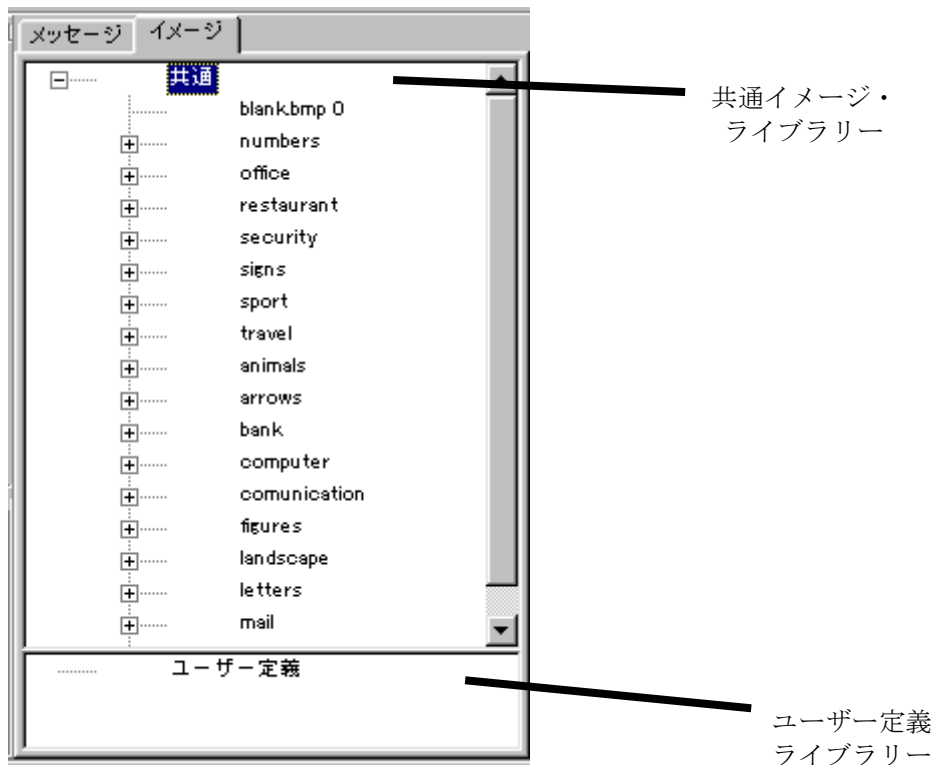 メッセージ イメージ
共通
blank.bmp 0
numbers
office
restaurant
security
signs
sport
travel
animals
arrows
bank
computer
comunication
figures
landscape
letters
mail
ユーザー定義
共通イメージ・
ライブラリー
ユーザー定義
ライブラリー